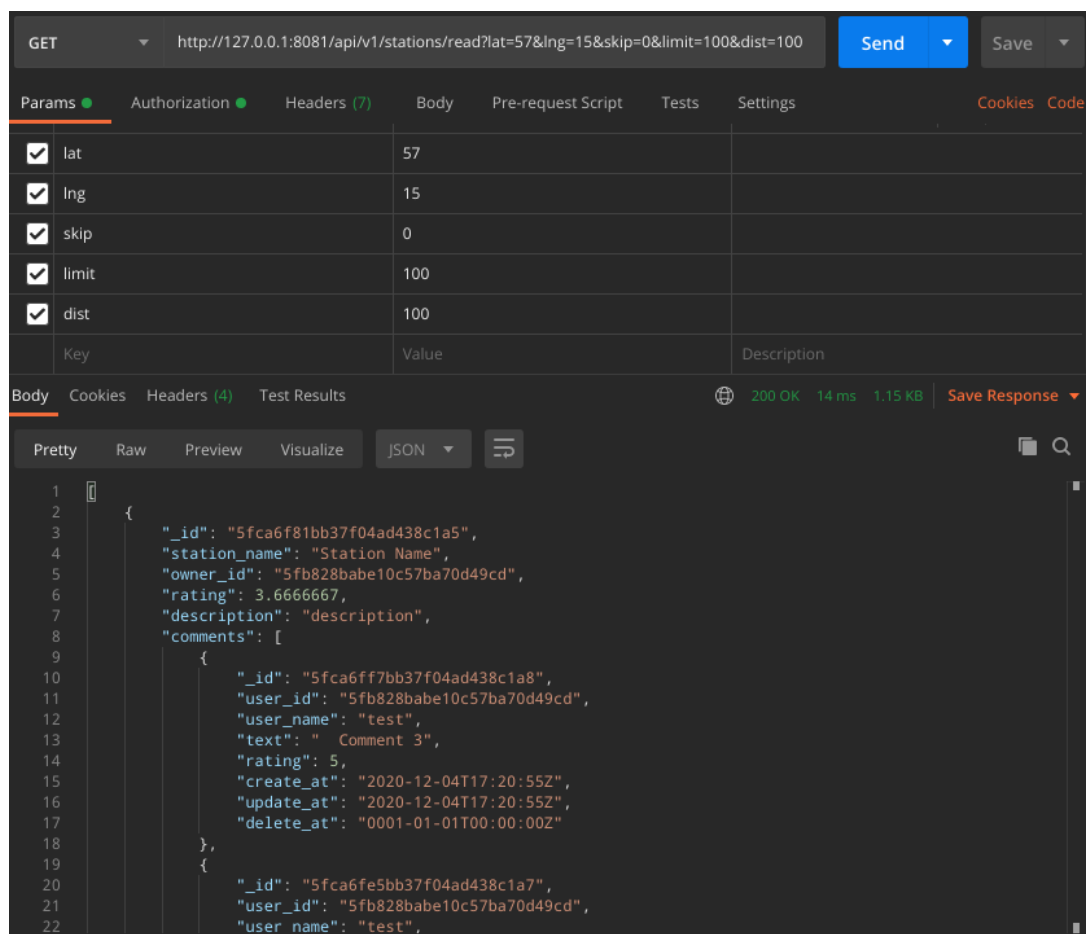 GET http://127.0.0.1:8081/api/v1/stations/read?lat=57&lng=15&skip=0&limit=100&dist=100 Send Save
Params Authorization Headers (7) Body Pre-request Script Tests Settings Cookies Code
lat 57
lng 15
skip 0
limit 100
dist 100
Key Value Description
Body Cookies Headers (4) Test Results 200 OK 14 ms 1.15 KB Save Response
Pretty Raw Preview Visualize JSON
1 [
2 {
3 "_id": "5fca6f81bb37f04ad438c1a5",
4 "station_name": "Station Name",
5 "owner_id": "5fb828babe10c57ba70d49cd",
6 "rating": 3.6666667,
7 "description": "description",
8 "comments": [
9 {
10 "_id": "5fca6ff7bb37f04ad438c1a8",
11 "user_id": "5fb828babe10c57ba70d49cd",
12 "user_name": "test",
13 "text": "  Comment 3",
14 "rating": 5,
15 "create_at": "2020-12-04T17:20:55Z",
16 "update_at": "2020-12-04T17:20:55Z",
17 "delete_at": "0001-01-01T00:00:00Z"
18 },
19 {
20 "_id": "5fca6fe5bb37f04ad438c1a7",
21 "user_id": "5fb828babe10c57ba70d49cd",
22 "user_name": "test",